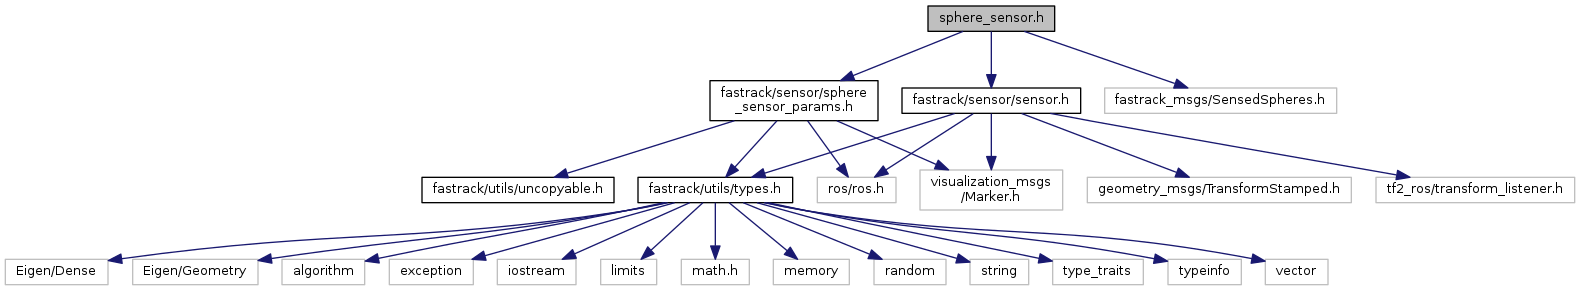 sphere_sensor.h
fastrack/sensor/sphere
_sensor_params.h
fastrack/sensor/sensor.h
fastrack_msgs/SensedSpheres.h
fastrack/utils/uncopyable.h
fastrack/utils/types.h
ros/ros.h
visualization_msgs
/Marker.h
geometry_msgs/TransformStamped.h
tf2_ros/transform_listener.h
Eigen/Dense
Eigen/Geometry
algorithm
exception
iostream
limits
math.h
memory
random
string
type_traits
typeinfo
vector